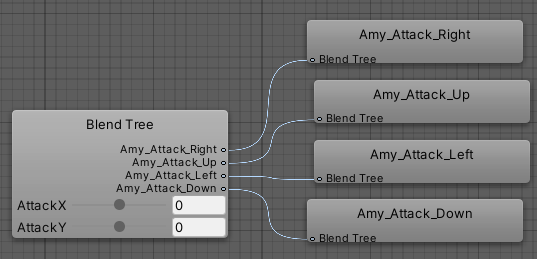 Blend Tree
Amy_Attack_Right
Amy_Attack_Up
Amy_Attack_Left
Amy_Attack_Down
AttackX 0
AttackY 0
Amy_Attack_Right
Blend Tree
Amy_Attack_Up
Blend Tree
Amy_Attack_Left
Blend Tree
Amy_Attack_Down
Blend Tree